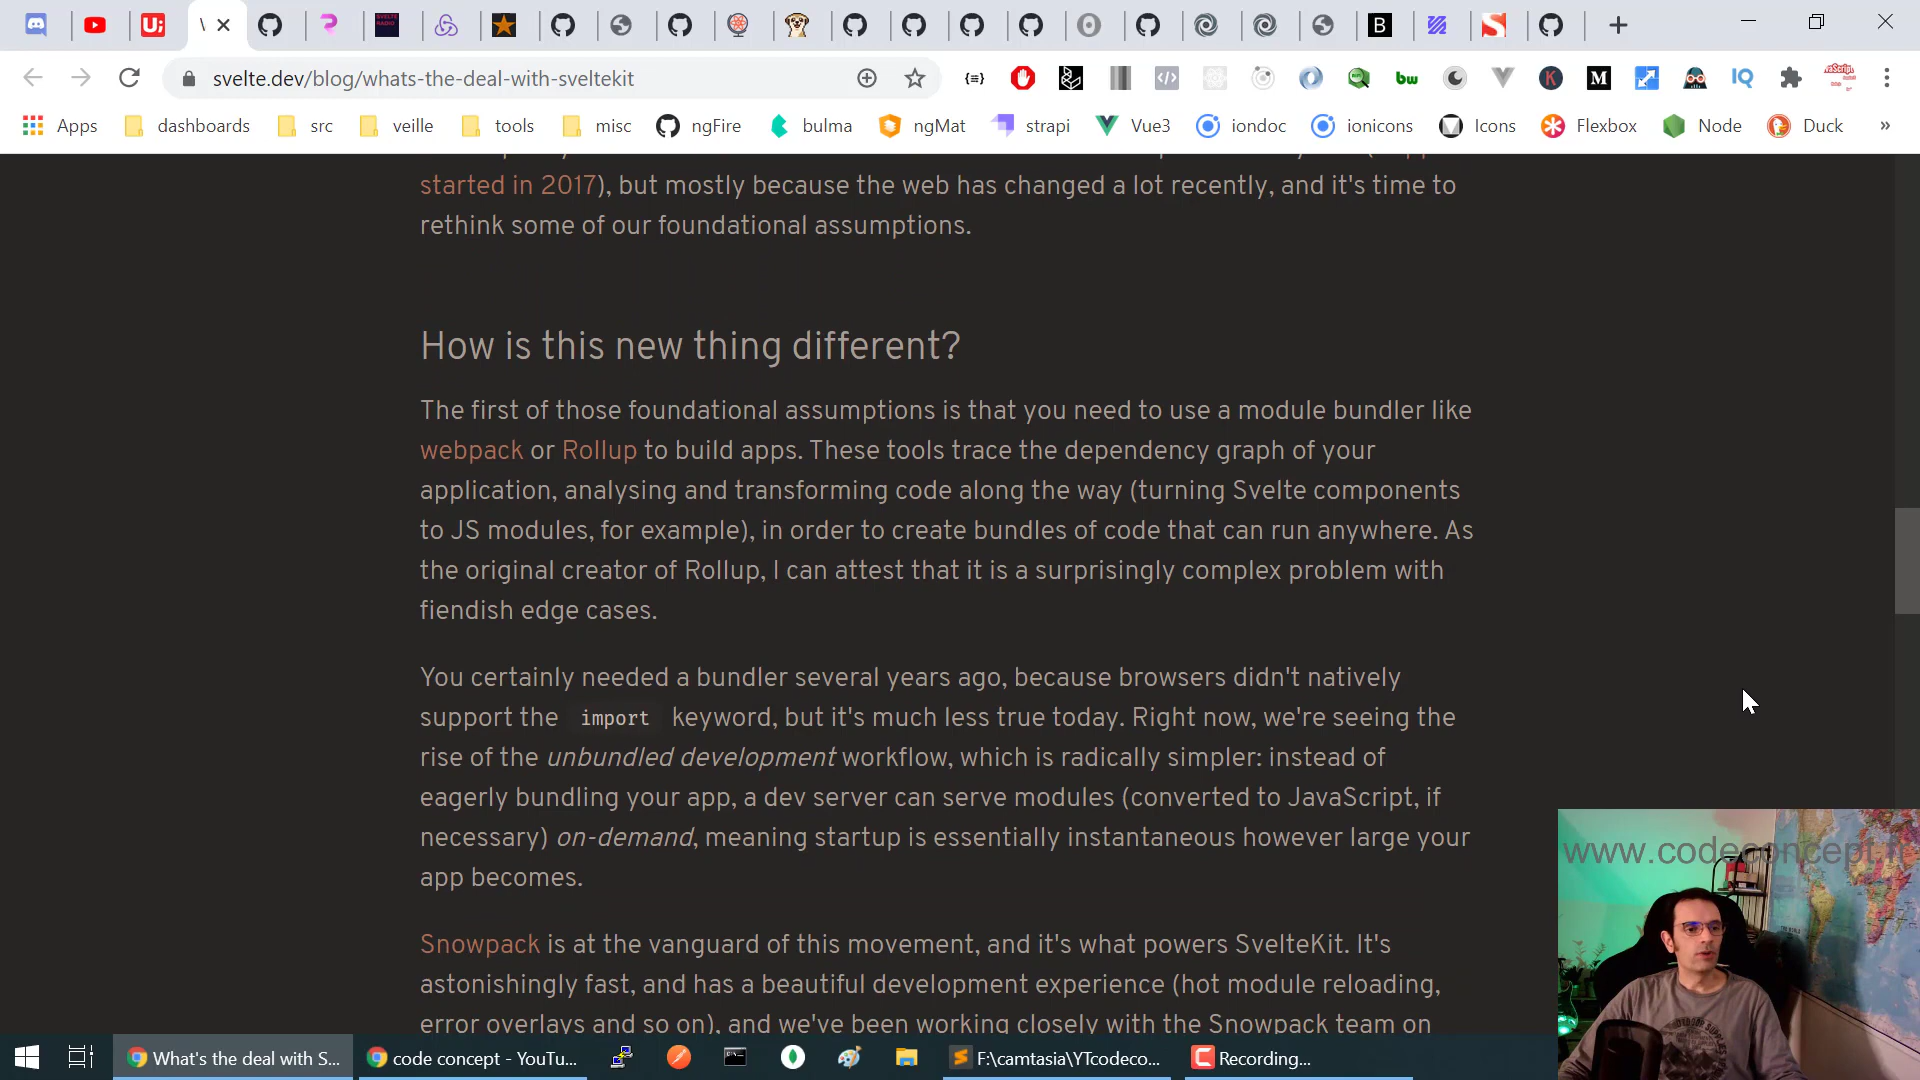 svelte.dev/blog/whats-the-deal-with-sveltekit
Apps dashboards src veille tools misc ngFire bulma ngMat strapi Vue3 iondoc ionicons Icons Flexbox Node Duck »
started in 2017), but mostly because the web has changed a lot recently, and it's time to
rethink some of our foundational assumptions.
How is this new thing different?
The first of those foundational assumptions is that you need to use a module bundler like
webpack or Rollup to build apps. These tools trace the dependency graph of your
application, analysing and transforming code along the way (turning Svelte components
to JS modules, for example), in order to create bundles of code that can run anywhere. As
the original creator of Rollup, I can attest that it is a surprisingly complex problem with
fiendish edge cases.
You certainly needed a bundler several years ago, because browsers didn't natively
support the import keyword, but it's much less true today. Right now, we're seeing the
rise of the unbundled development workflow, which is radically simpler: instead of
eagerly bundling your app, a dev server can serve modules (converted to JavaScript, if
necessary) on-demand, meaning startup is essentially instantaneous however large your
app becomes.
Snowpack is at the vanguard of this movement, and it's what powers SvelteKit. It's
astonishingly fast, and has a beautiful development experience (hot module reloading,
error overlays and so on), and we've been working closely with the Snowpack team on
www.codeconcept.fr
What's the deal with S... code concept - YouTu... F:\camtasia\YTcodeco... Recording...